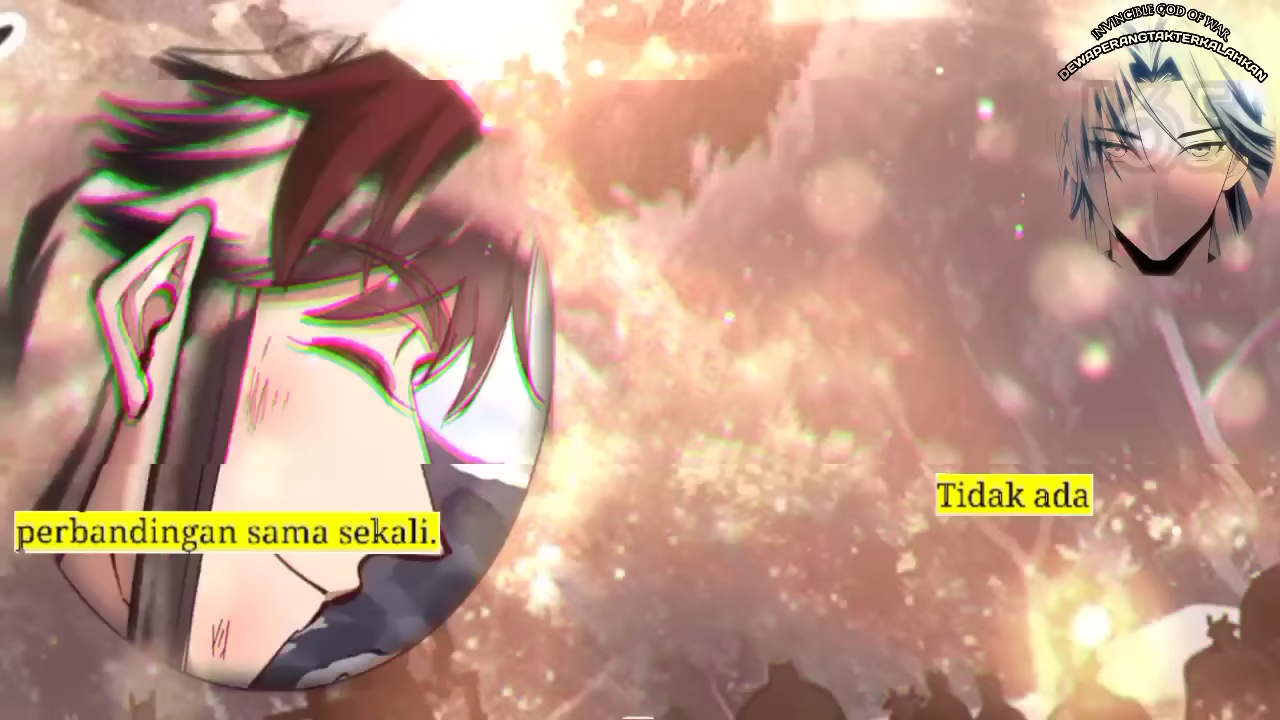 INVINCIBLE GOD OF WAR
DEWAPERANGTAKTERKALAHKAN
Tidak ada
perbandingan sama sekali.